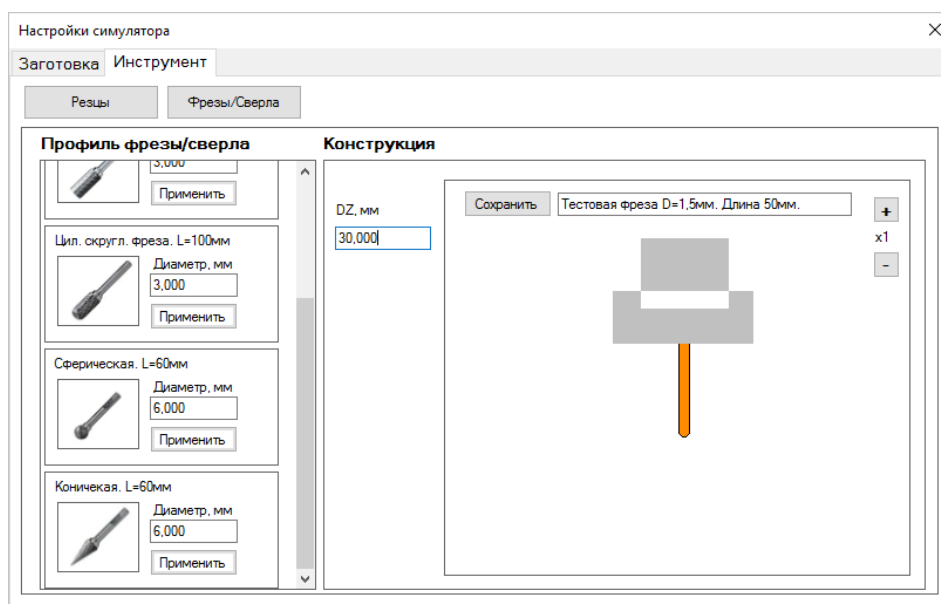 Настройки симулятора
Заготовка Инструмент
Резцы Фрезы/Сверла
Профиль фрезы/сверла
3,000
Применить
Цил. скругл. фреза. L=100мм
Диаметр, мм
3,000
Применить
Сферическая. L=60мм
Диаметр, мм
6,000
Применить
Коничекая. L=60мм
Диаметр, мм
6,000
Применить
Конструкция
DZ, мм
30,000
Сохранить Тестовая фреза D=1,5мм. Длина 50мм.
+
x1
-